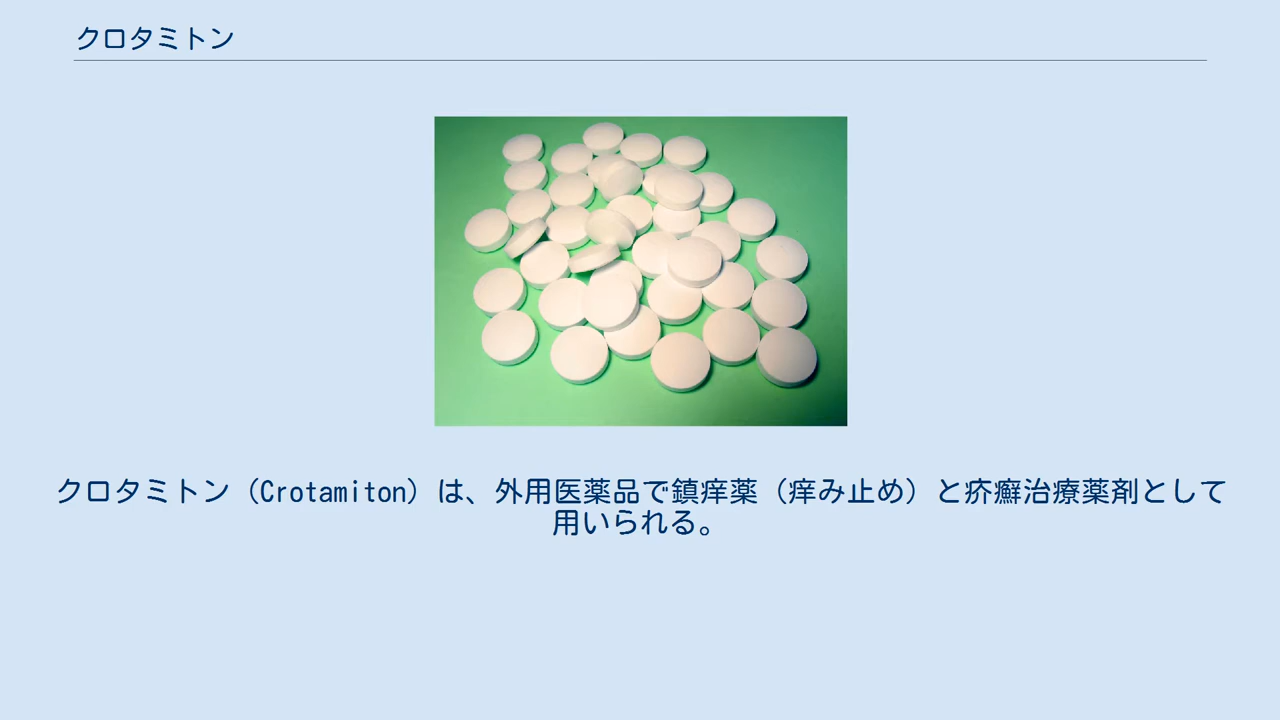 クロタミトン
クロタミトン（Crotamiton）は、外用医薬品で鎮痒薬（痒み止め）と疥癬治療薬剤として
用いられる。